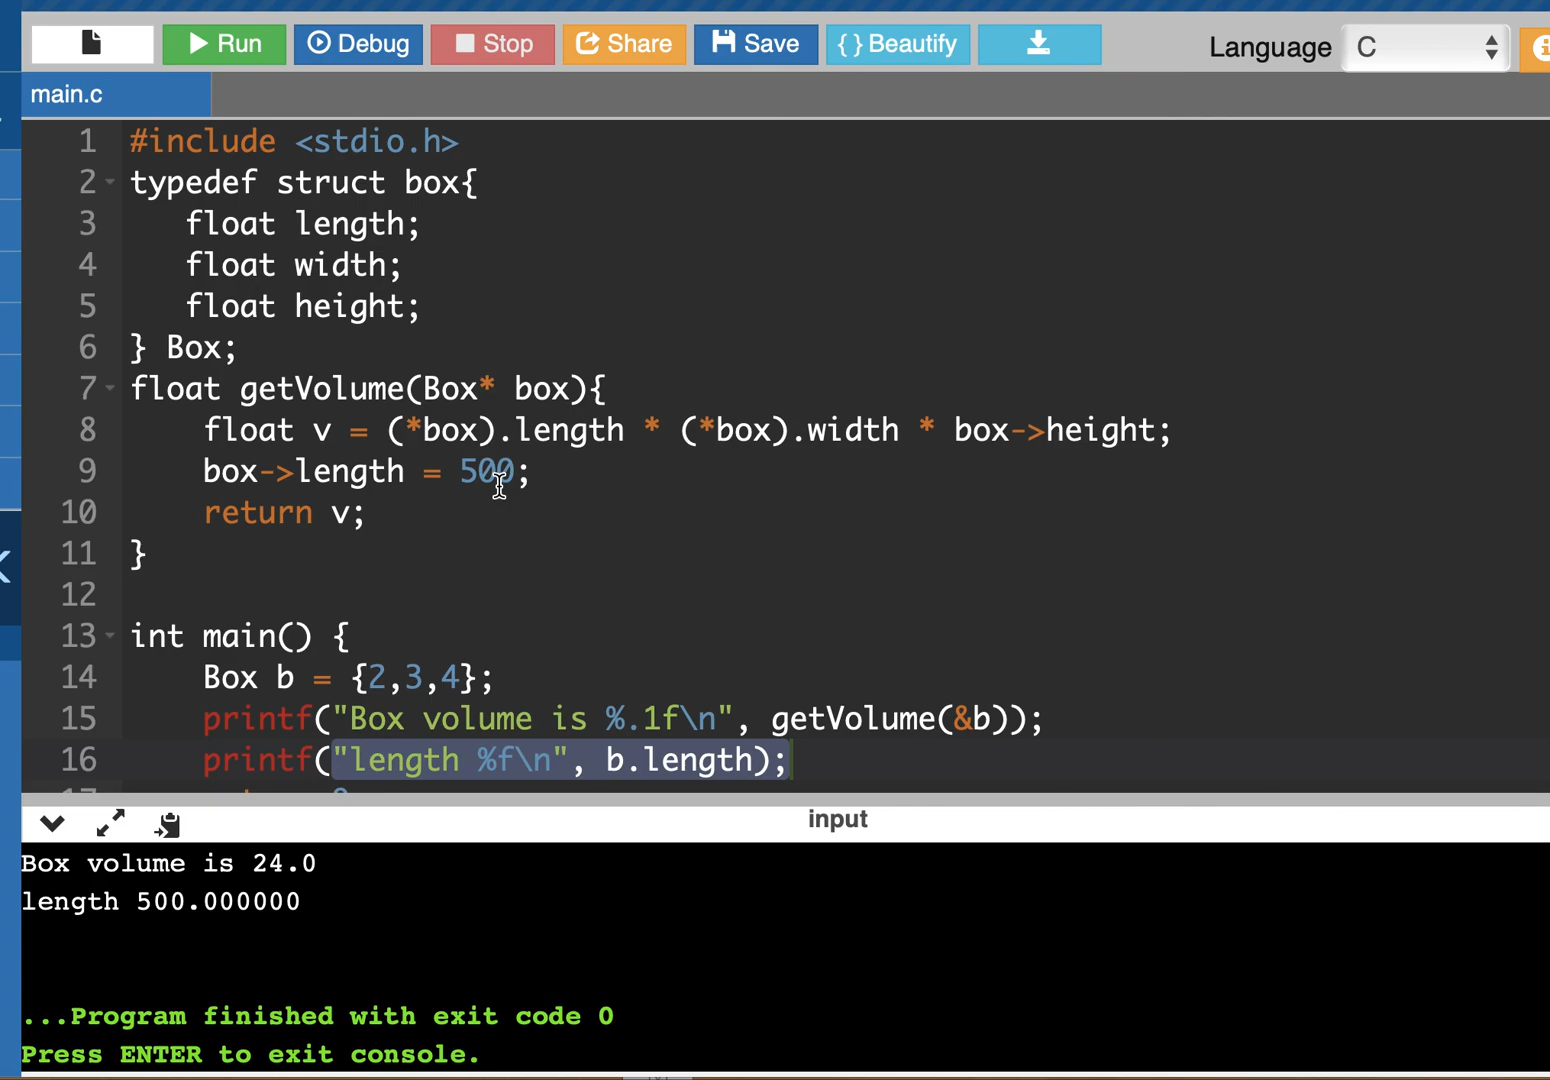 Run Debug Stop Share Save { } Beautify Language C
main.c
1 #include <stdio.h>
2 typedef struct box{
3 float length;
4 float width;
5 float height;
6 } Box;
7 float getVolume(Box* box){
8 float v = (*box).length * (*box).width * box->height;
9 box->length = 500;
10 return v;
11 }
12
13 int main() {
14 Box b = {2,3,4};
15 printf("Box volume is %.1f\n", getVolume(&b));
16 printf("length %f\n", b.length);
input
Box volume is 24.0
length 500.000000
...Program finished with exit code 0
Press ENTER to exit console.